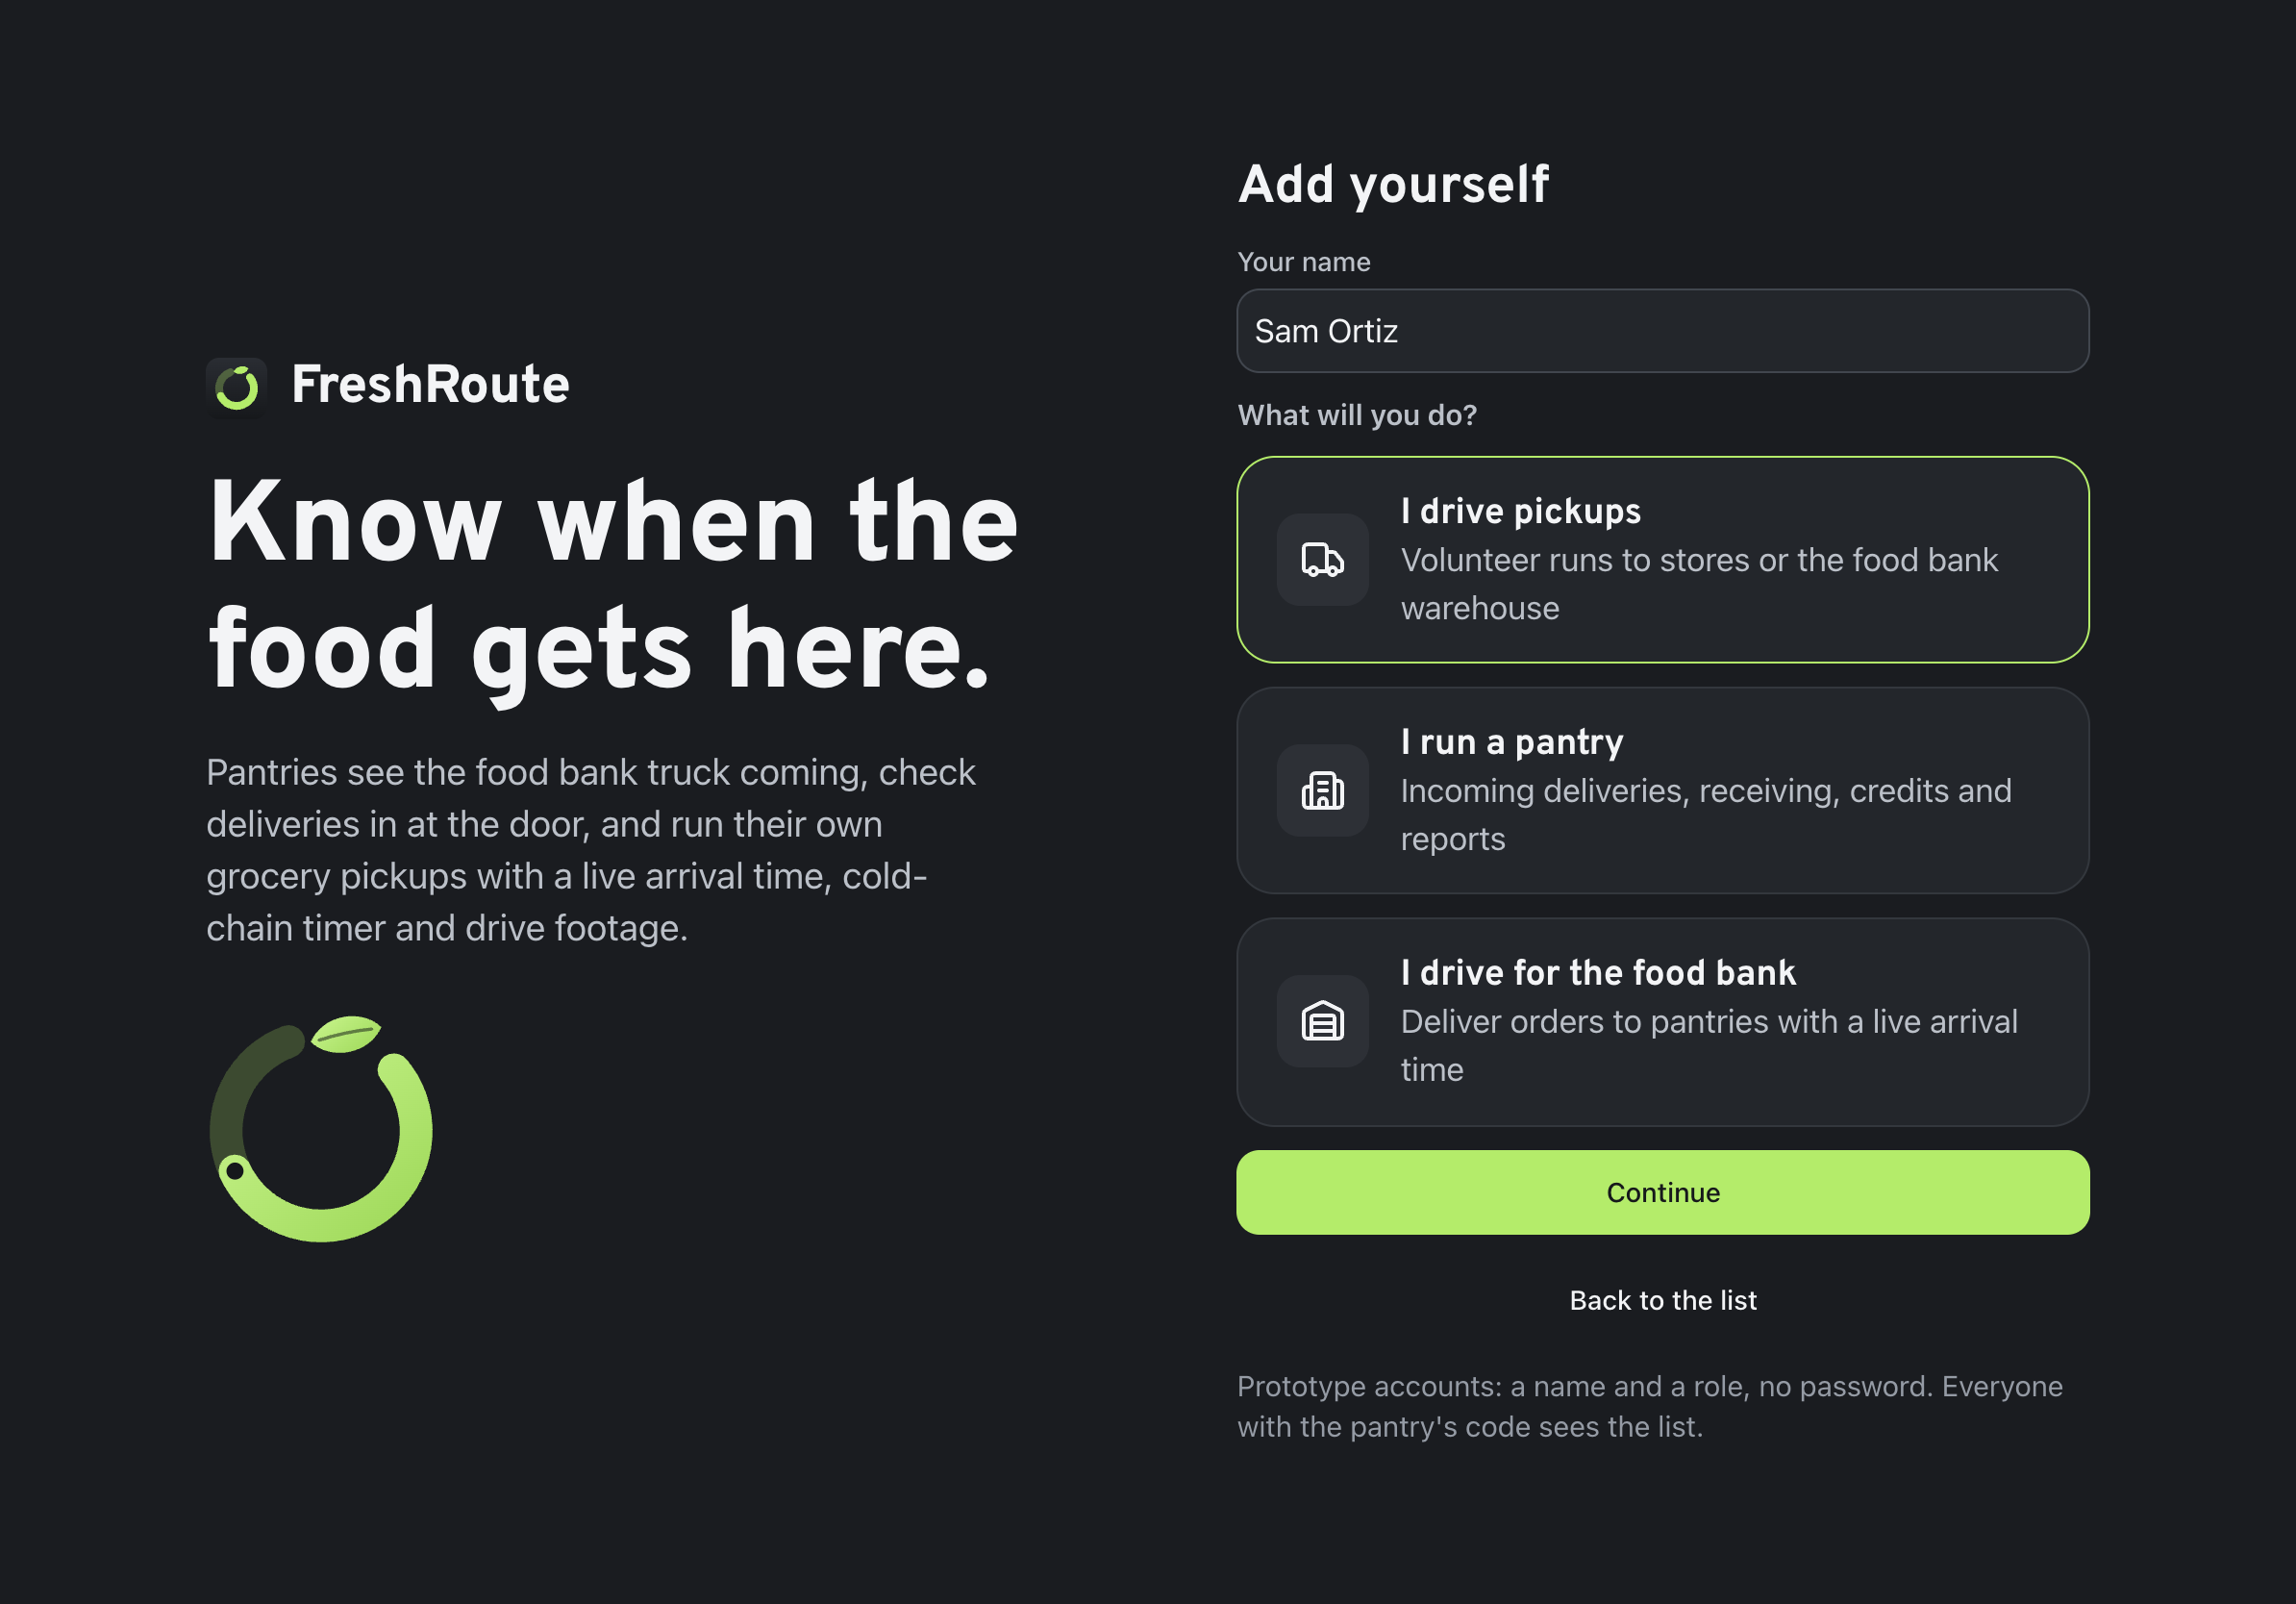 FreshRoute
Know when the
food gets here.
Pantries see the food bank truck coming, check
deliveries in at the door, and run their own
grocery pickups with a live arrival time, cold-
chain timer and drive footage.
Add yourself
Your name
Sam Ortiz
What will you do?
I drive pickups
Volunteer runs to stores or the food bank
warehouse
I run a pantry
Incoming deliveries, receiving, credits and
reports
I drive for the food bank
Deliver orders to pantries with a live arrival
time
Continue
Back to the list
Prototype accounts: a name and a role, no password. Everyone
with the pantry's code sees the list.